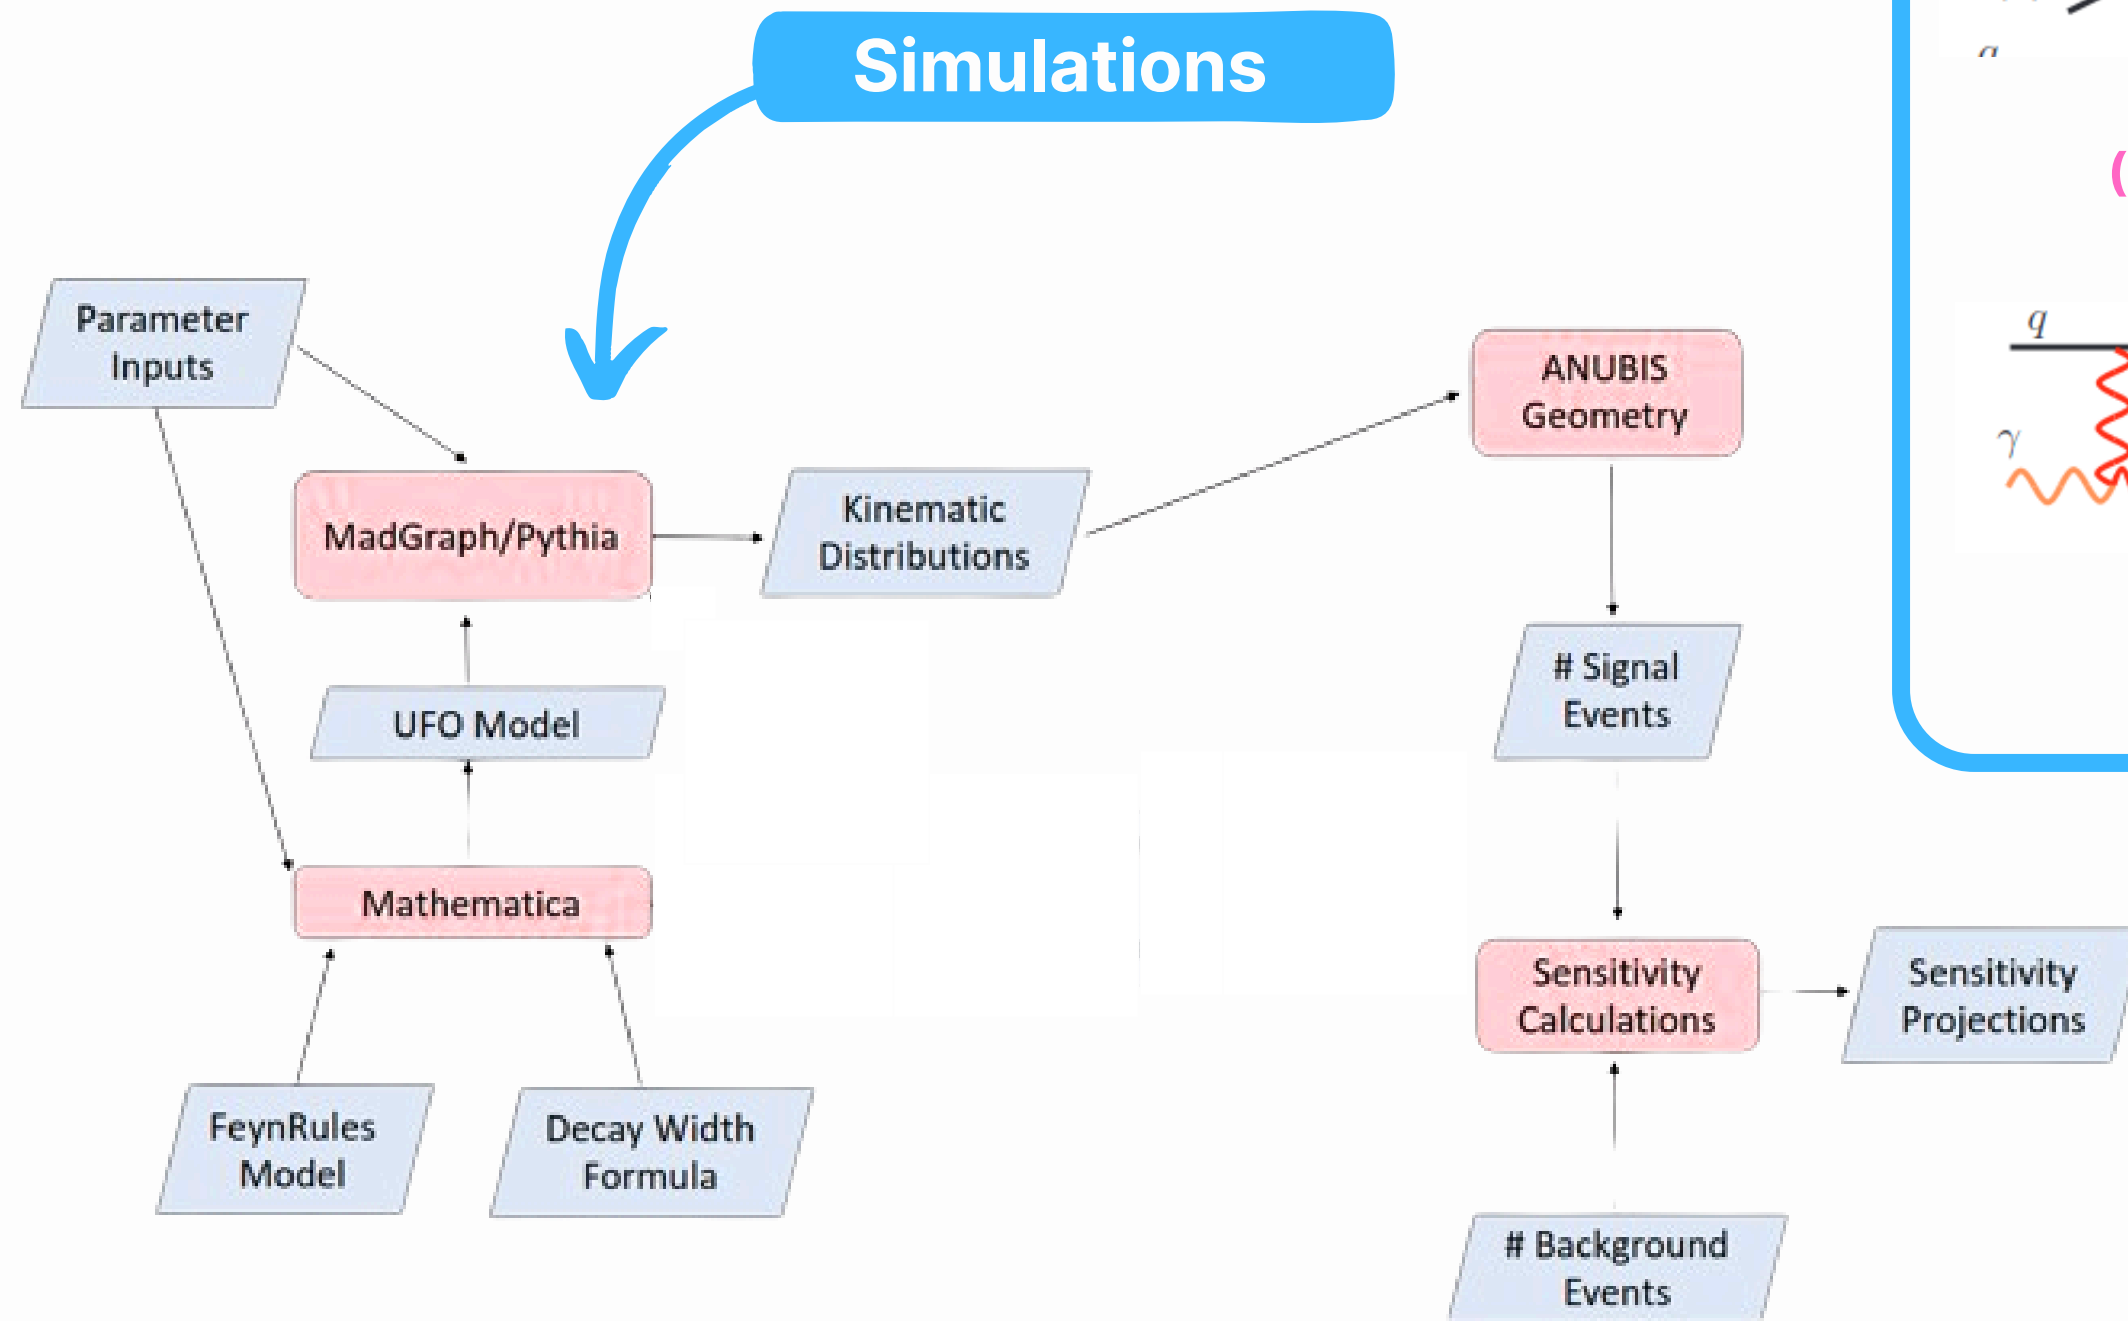 Simulations
Parameter
Inputs
MadGraph/Pythia
Kinematic
Distributions
ANUBIS
Geometry
UFO Model
# Signal
Events
Mathematica
Sensitivity
Calculations
Sensitivity
Projections
FeynRules
Model
Decay Width
Formula
# Background
Events
(
q
γ